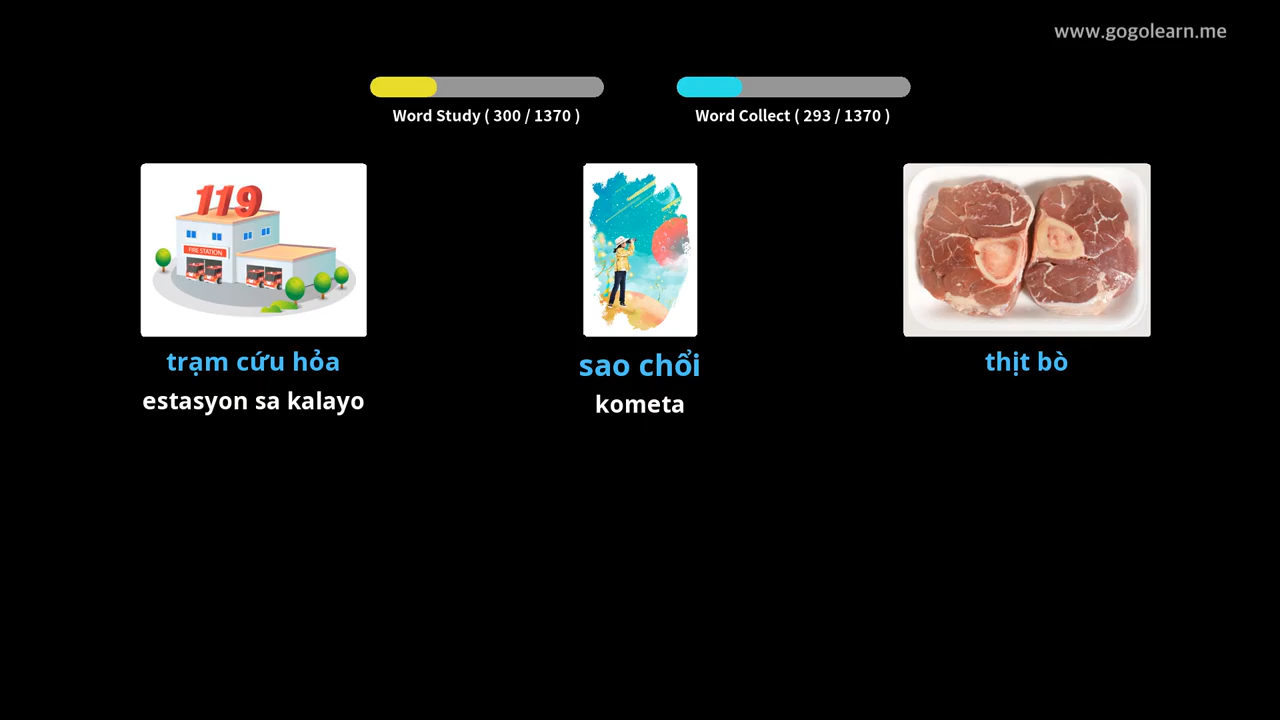 www.gogolearn.me
Word Study ( 300 / 1370 )
Word Collect ( 293 / 1370 )
119
FIRE STATION
trạm cứu hỏa
estasyon sa kalayo
sao chổi
kometa
thịt bò